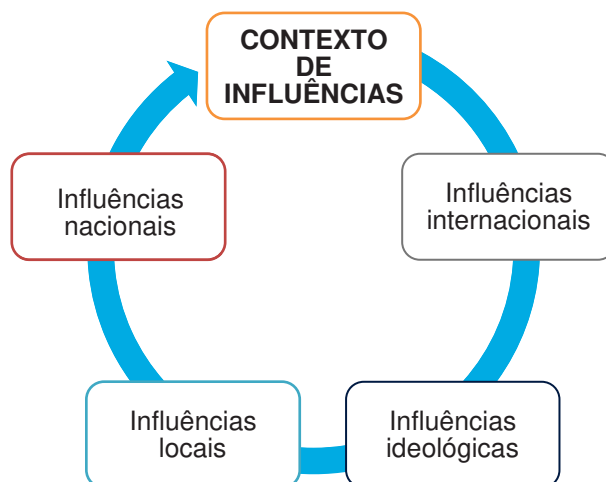 CONTEXTO
DE
INFLUÊNCIAS
Influências
internacionais
Influências
ideológicas
Influências
locais
Influências
nacionais